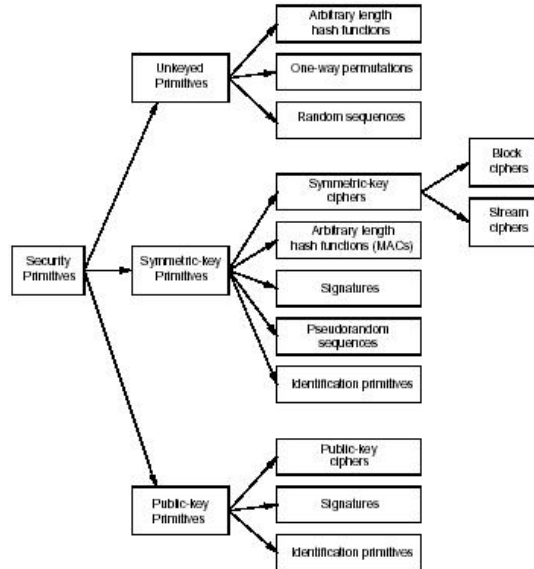 Arbitrary length
hash functions
Unkeyed
Primitives
One-way permutations
Random sequences
Block
ciphers
Symmetric-key
ciphers
Stream
ciphers
Arbitrary length
hash functions (MACs)
Security
Primitives
Symmetric-key
Primitives
Signatures
Pseudorandom
sequences
Identification primitives
Public-key
ciphers
Public-key
Primitives
Signatures
Identification primitives